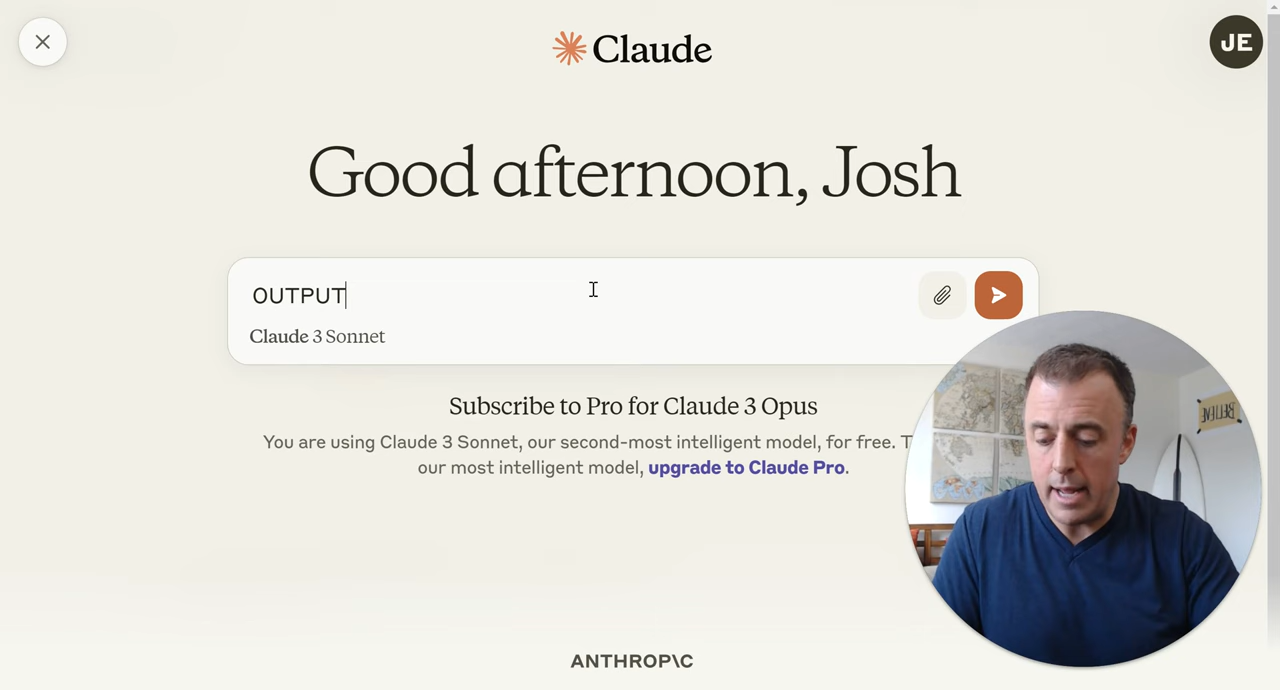 Claude
JE
Good afternoon, Josh
OUTPUT
Claude 3 Sonnet
Subscribe to Pro for Claude 3 Opus
You are using Claude 3 Sonnet, our second-most intelligent model, for free. T
our most intelligent model, upgrade to Claude Pro.
BELIEVE
ANTHROP\C